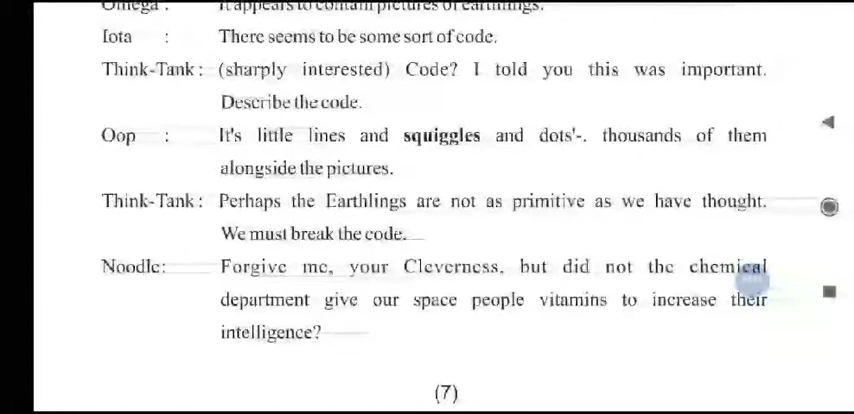 Omega : It appears to contain pictures of earthlings.
Iota : There seems to be some sort of code.
Think-Tank : (sharply interested) Code? I told you this was important.
Describe the code.
Oop : It's little lines and squiggles and dots'-. thousands of them
alongside the pictures.
Think-Tank : Perhaps the Earthlings are not as primitive as we have thought.
We must break the code.
Noodle: Forgive me, your Cleverness, but did not the chemical
department give our space people vitamins to increase their
intelligence?
(7)